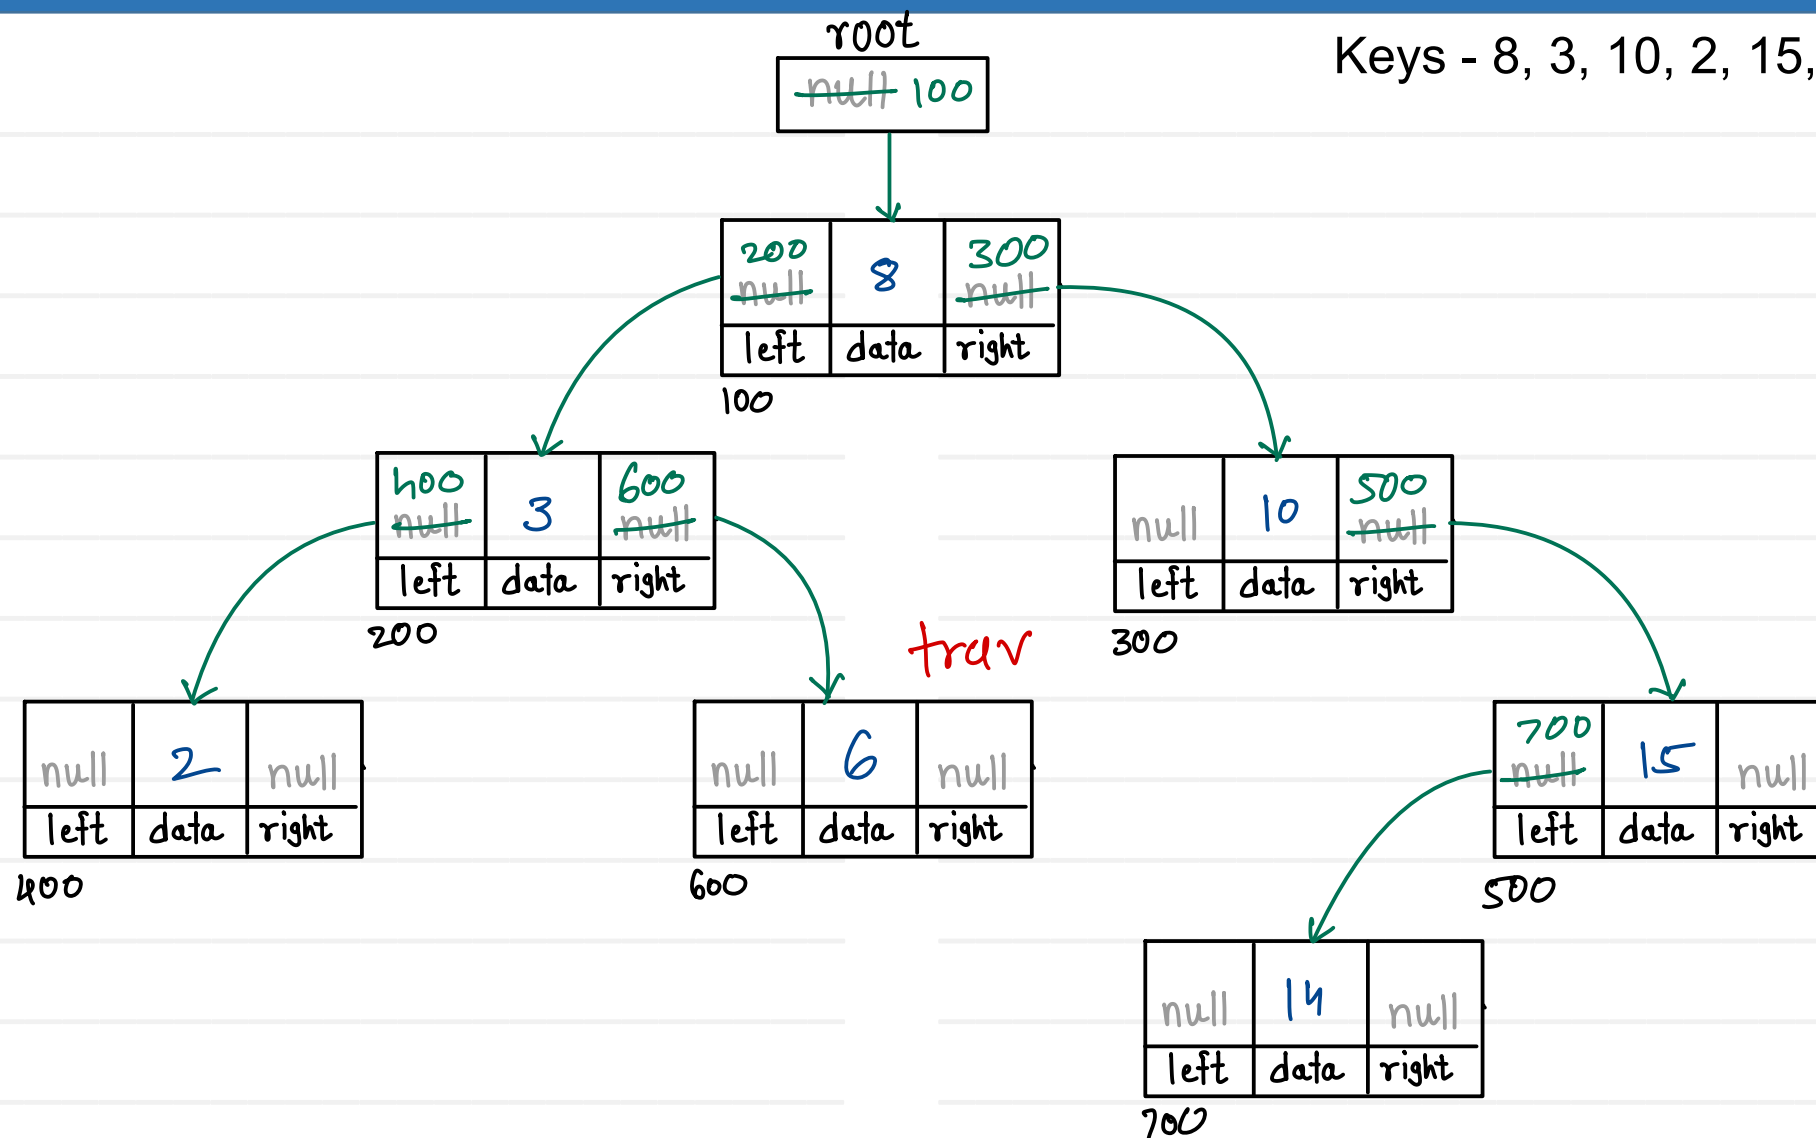 root
Keys - 8, 3, 10, 2, 15,
null 100
200 8 300
null null
left data right
100
400 3 600
null null
left data right
200
null 10 500
null
left data right
300
trav
null 2 null
left data right
400
null 6 null
left data right
600
700 15 null
null
left data right
500
null 14 null
left data right
700